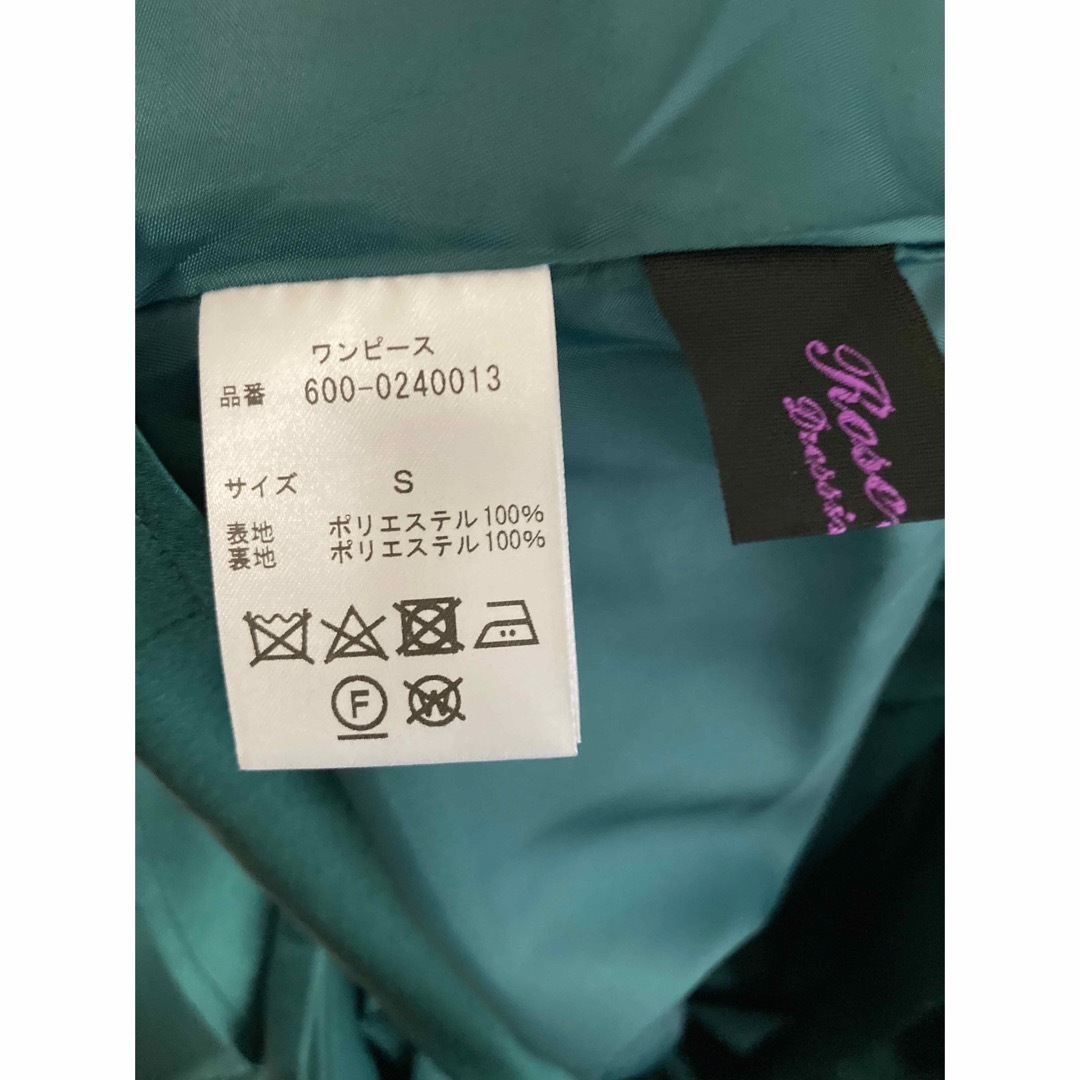 ワンピース
品番 600-0240013
サイズ S
表地 ポリエステル100%
裏地 ポリエステル100%
F
W